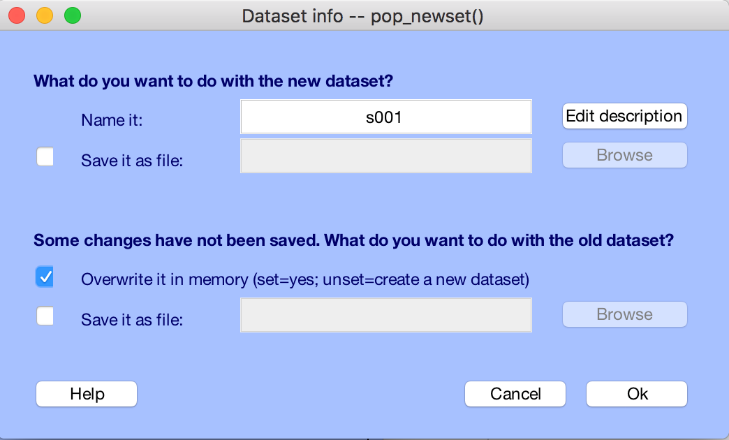 Dataset info -- pop_newset()
What do you want to do with the new dataset?
Name it:
s001
Edit description
Save it as file:
Browse
Some changes have not been saved. What do you want to do with the old dataset?
Overwrite it in memory (set=yes; unset=create a new dataset)
Save it as file:
Browse
Help
Cancel
Ok